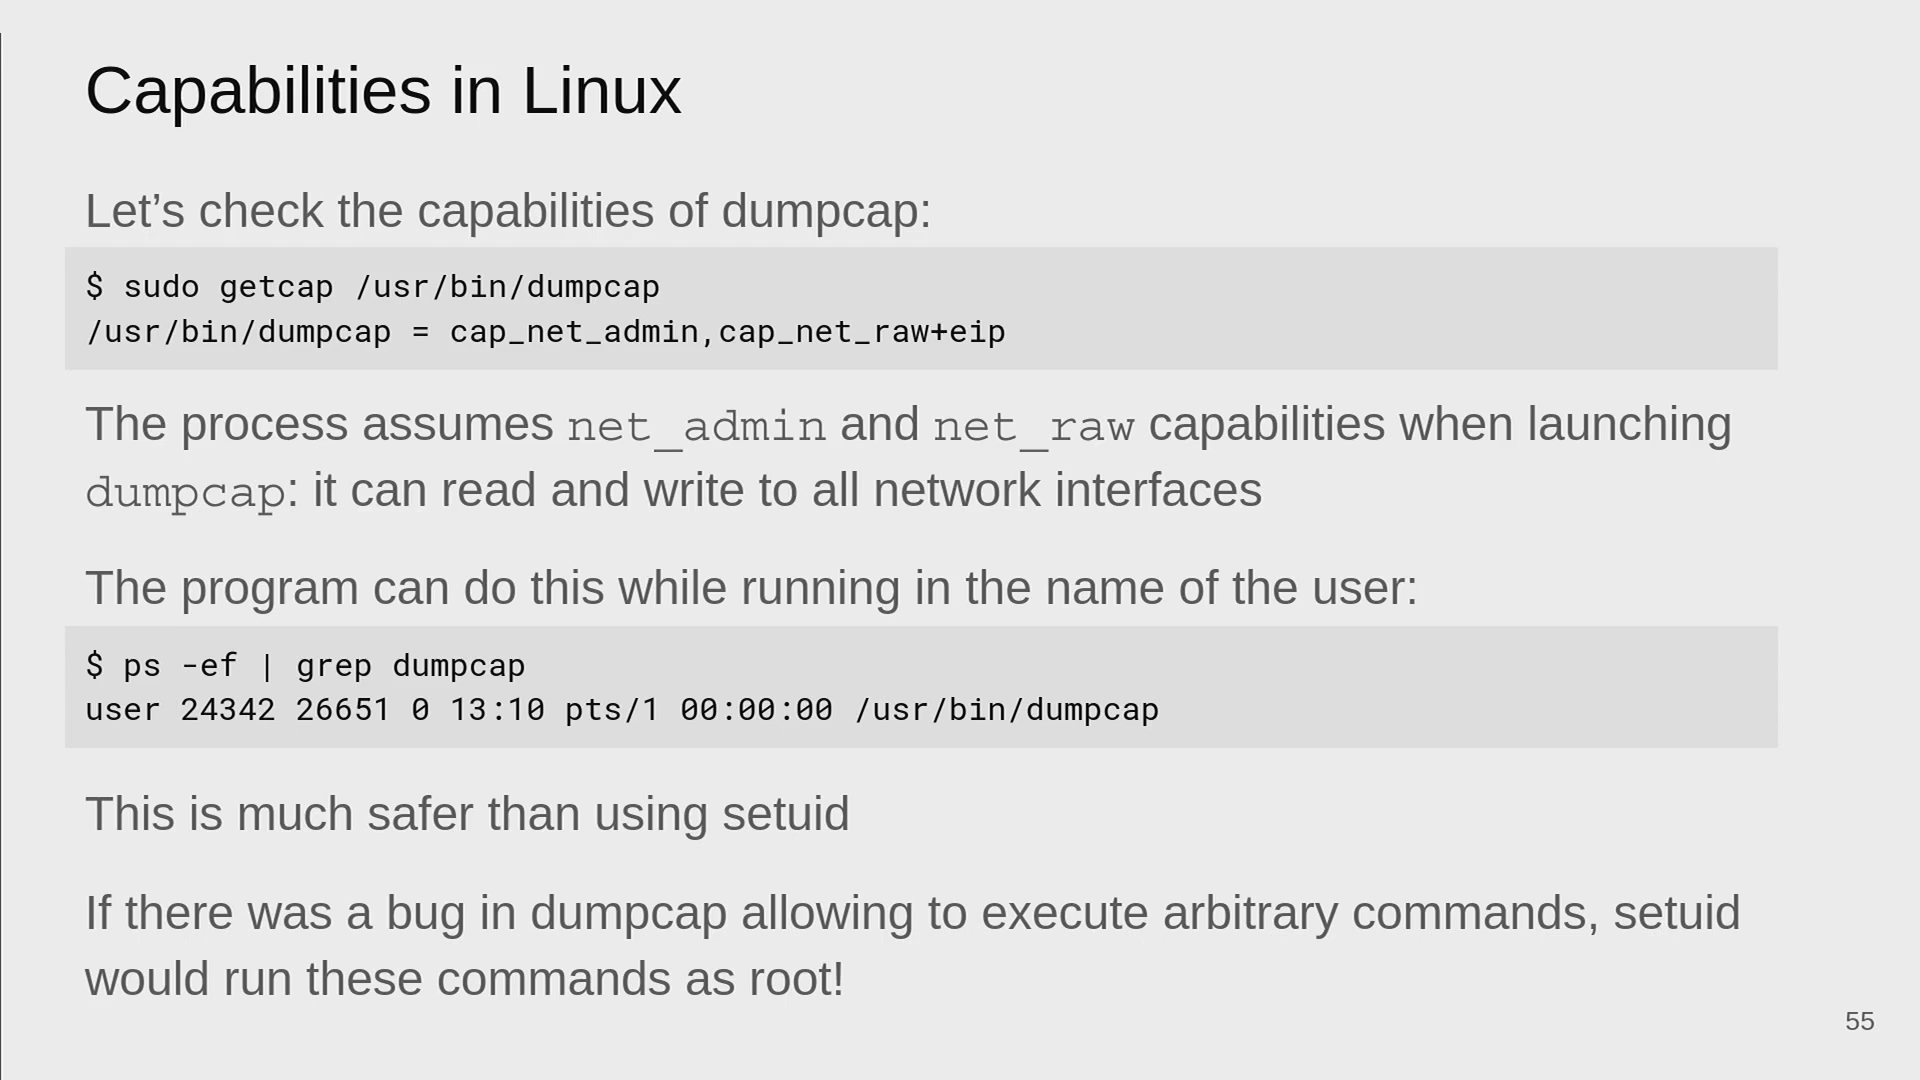 Capabilities in Linux
Let’s check the capabilities of dumpcap:
$ sudo getcap /usr/bin/dumpcap
/usr/bin/dumpcap = cap_net_admin,cap_net_raw+eip
The process assumes net_admin and net_raw capabilities when launching
dumpcap: it can read and write to all network interfaces
The program can do this while running in the name of the user:
$ ps -ef | grep dumpcap
user 24342 26651 0 13:10 pts/1 00:00:00 /usr/bin/dumpcap
This is much safer than using setuid
If there was a bug in dumpcap allowing to execute arbitrary commands, setuid
would run these commands as root!
55